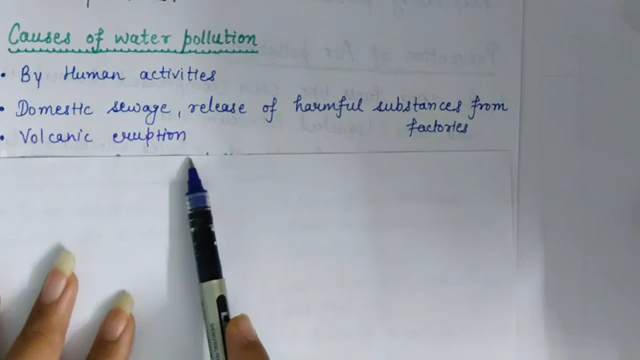 Causes of water pollution
• By Human activities
• Domestic sewage, release of harmful substances from
factories
• Volcanic eruption